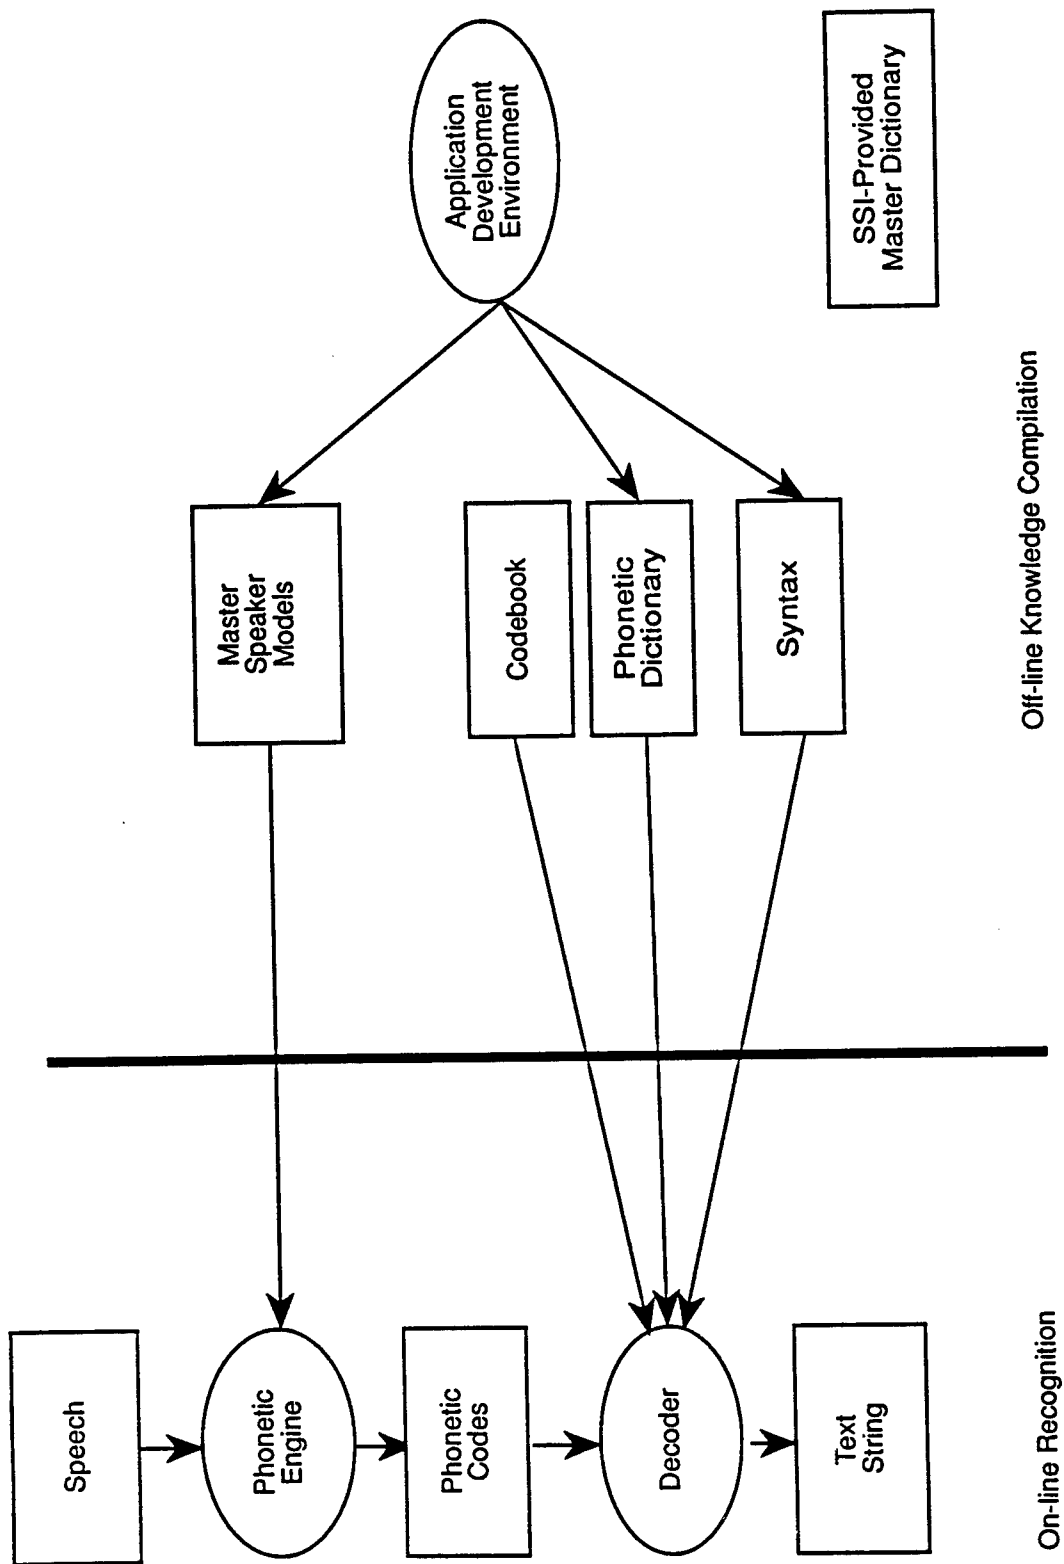 Speech
Phonetic
Engine
Phonetic
Codes
Decoder
Text
String
On-line Recognition
Master
Speaker
Models
Codebook
Phonetic
Dictionary
Syntax
Off-line Knowledge Compilation
Application
Development
Environment
SSI-Provided
Master Dictionary